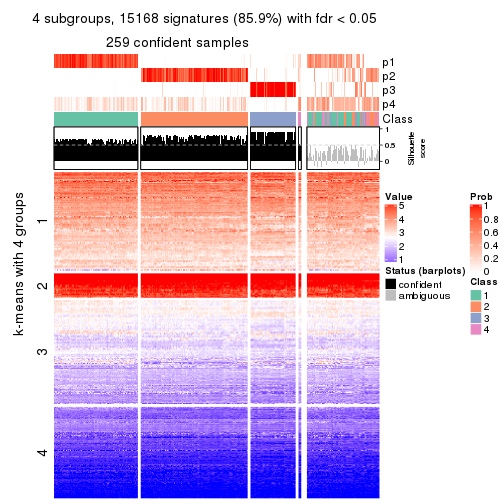 4 subgroups, 15168 signatures (85.9%) with fdr < 0.05
259 confident samples
p1
p2
p3
p4
Class
1
0.5
0
Silhouette
score
k-means with 4 groups
1
2
3
4
Value
5
4
3
2
1
Status (barplots)
confident
ambiguous
Prob
1
0.8
0.6
0.4
0.2
0
Class
1
2
3
4